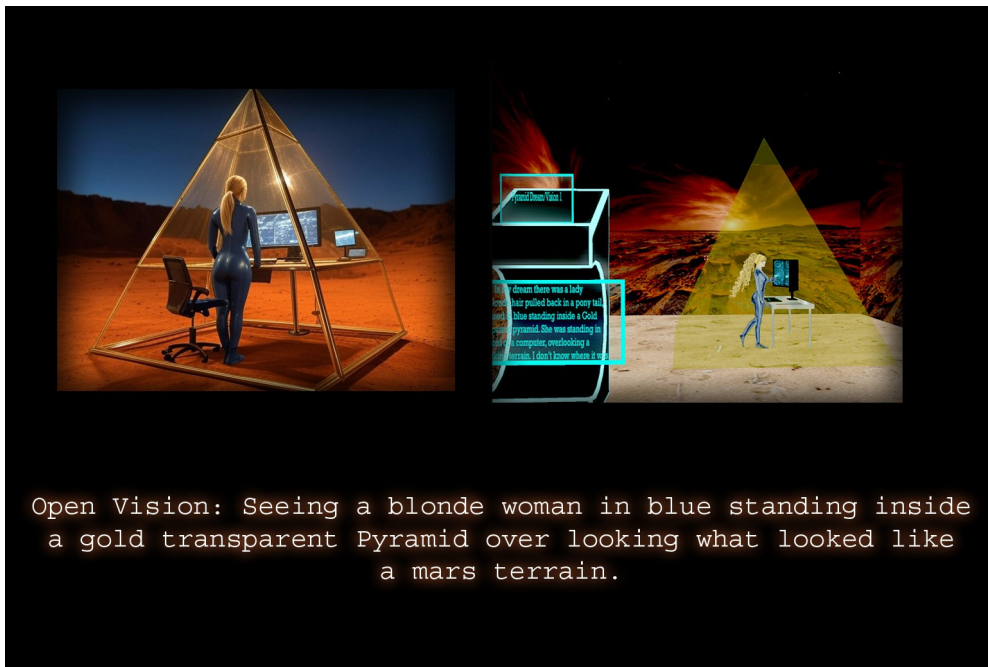 Pyramid Dream/Vision 1
dream there was a lady
hair pulled back in a pony tail,
blue standing inside a Gold
pyramid. She was standing in
a computer, overlooking a
terrain. I don't know where it was
Open Vision: Seeing a blonde woman in blue standing inside
a gold transparent Pyramid over looking what looked like
a mars terrain.